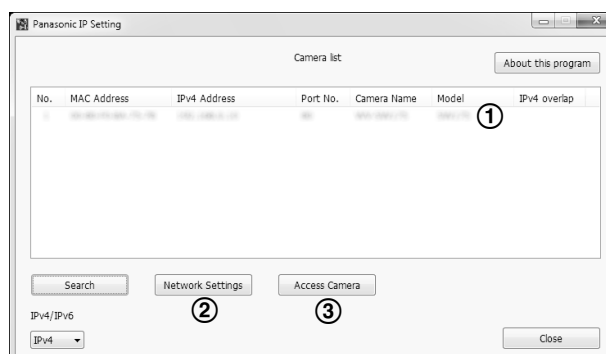 Panasonic IP Setting
Camera list
About this program
No. MAC Address IPv4 Address Port No. Camera Name Model IPv4 overlap
①
Search Network Settings Access Camera
② ③
IPv4/IPv6
IPv4 Close